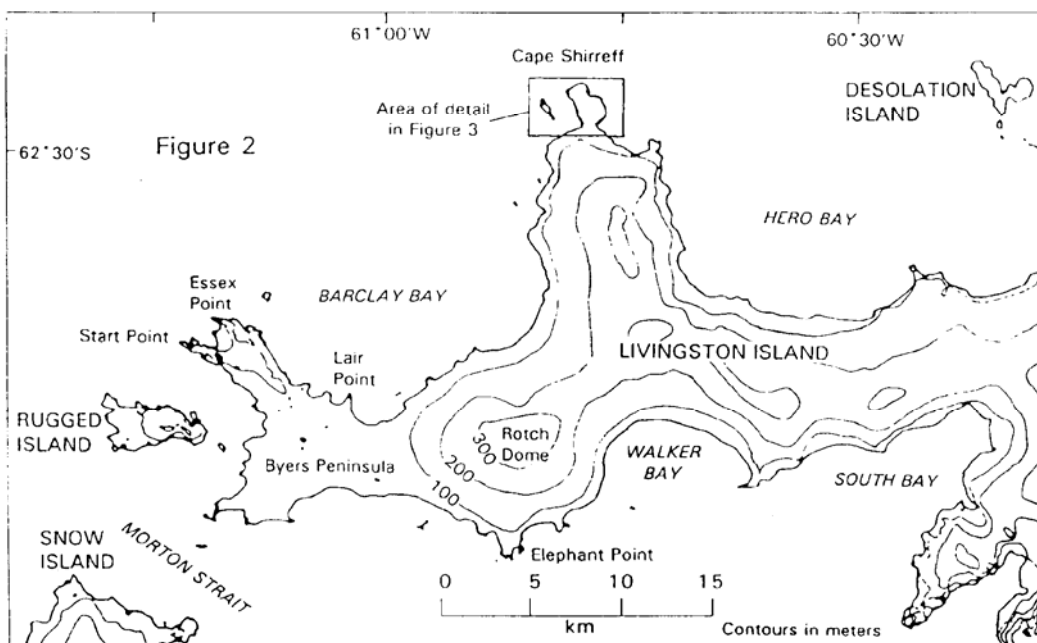 Figure 2
61°00'W
60°30'W
Cape Shirreff
DESOLATION
ISLAND
Area of detail
in Figure 3
62°30'S
HERO BAY
Essex
Point
BARCLAY BAY
Start Point
LIVINGSTON ISLAND
Lair
Point
RUGGED
ISLAND
Rotch
Dome
300
200
100
WALKER
BAY
Byers Peninsula
SOUTH BAY
SNOW
ISLAND
MORTON STRAIT
Elephant Point
0 5 10 15
km
Contours in meters